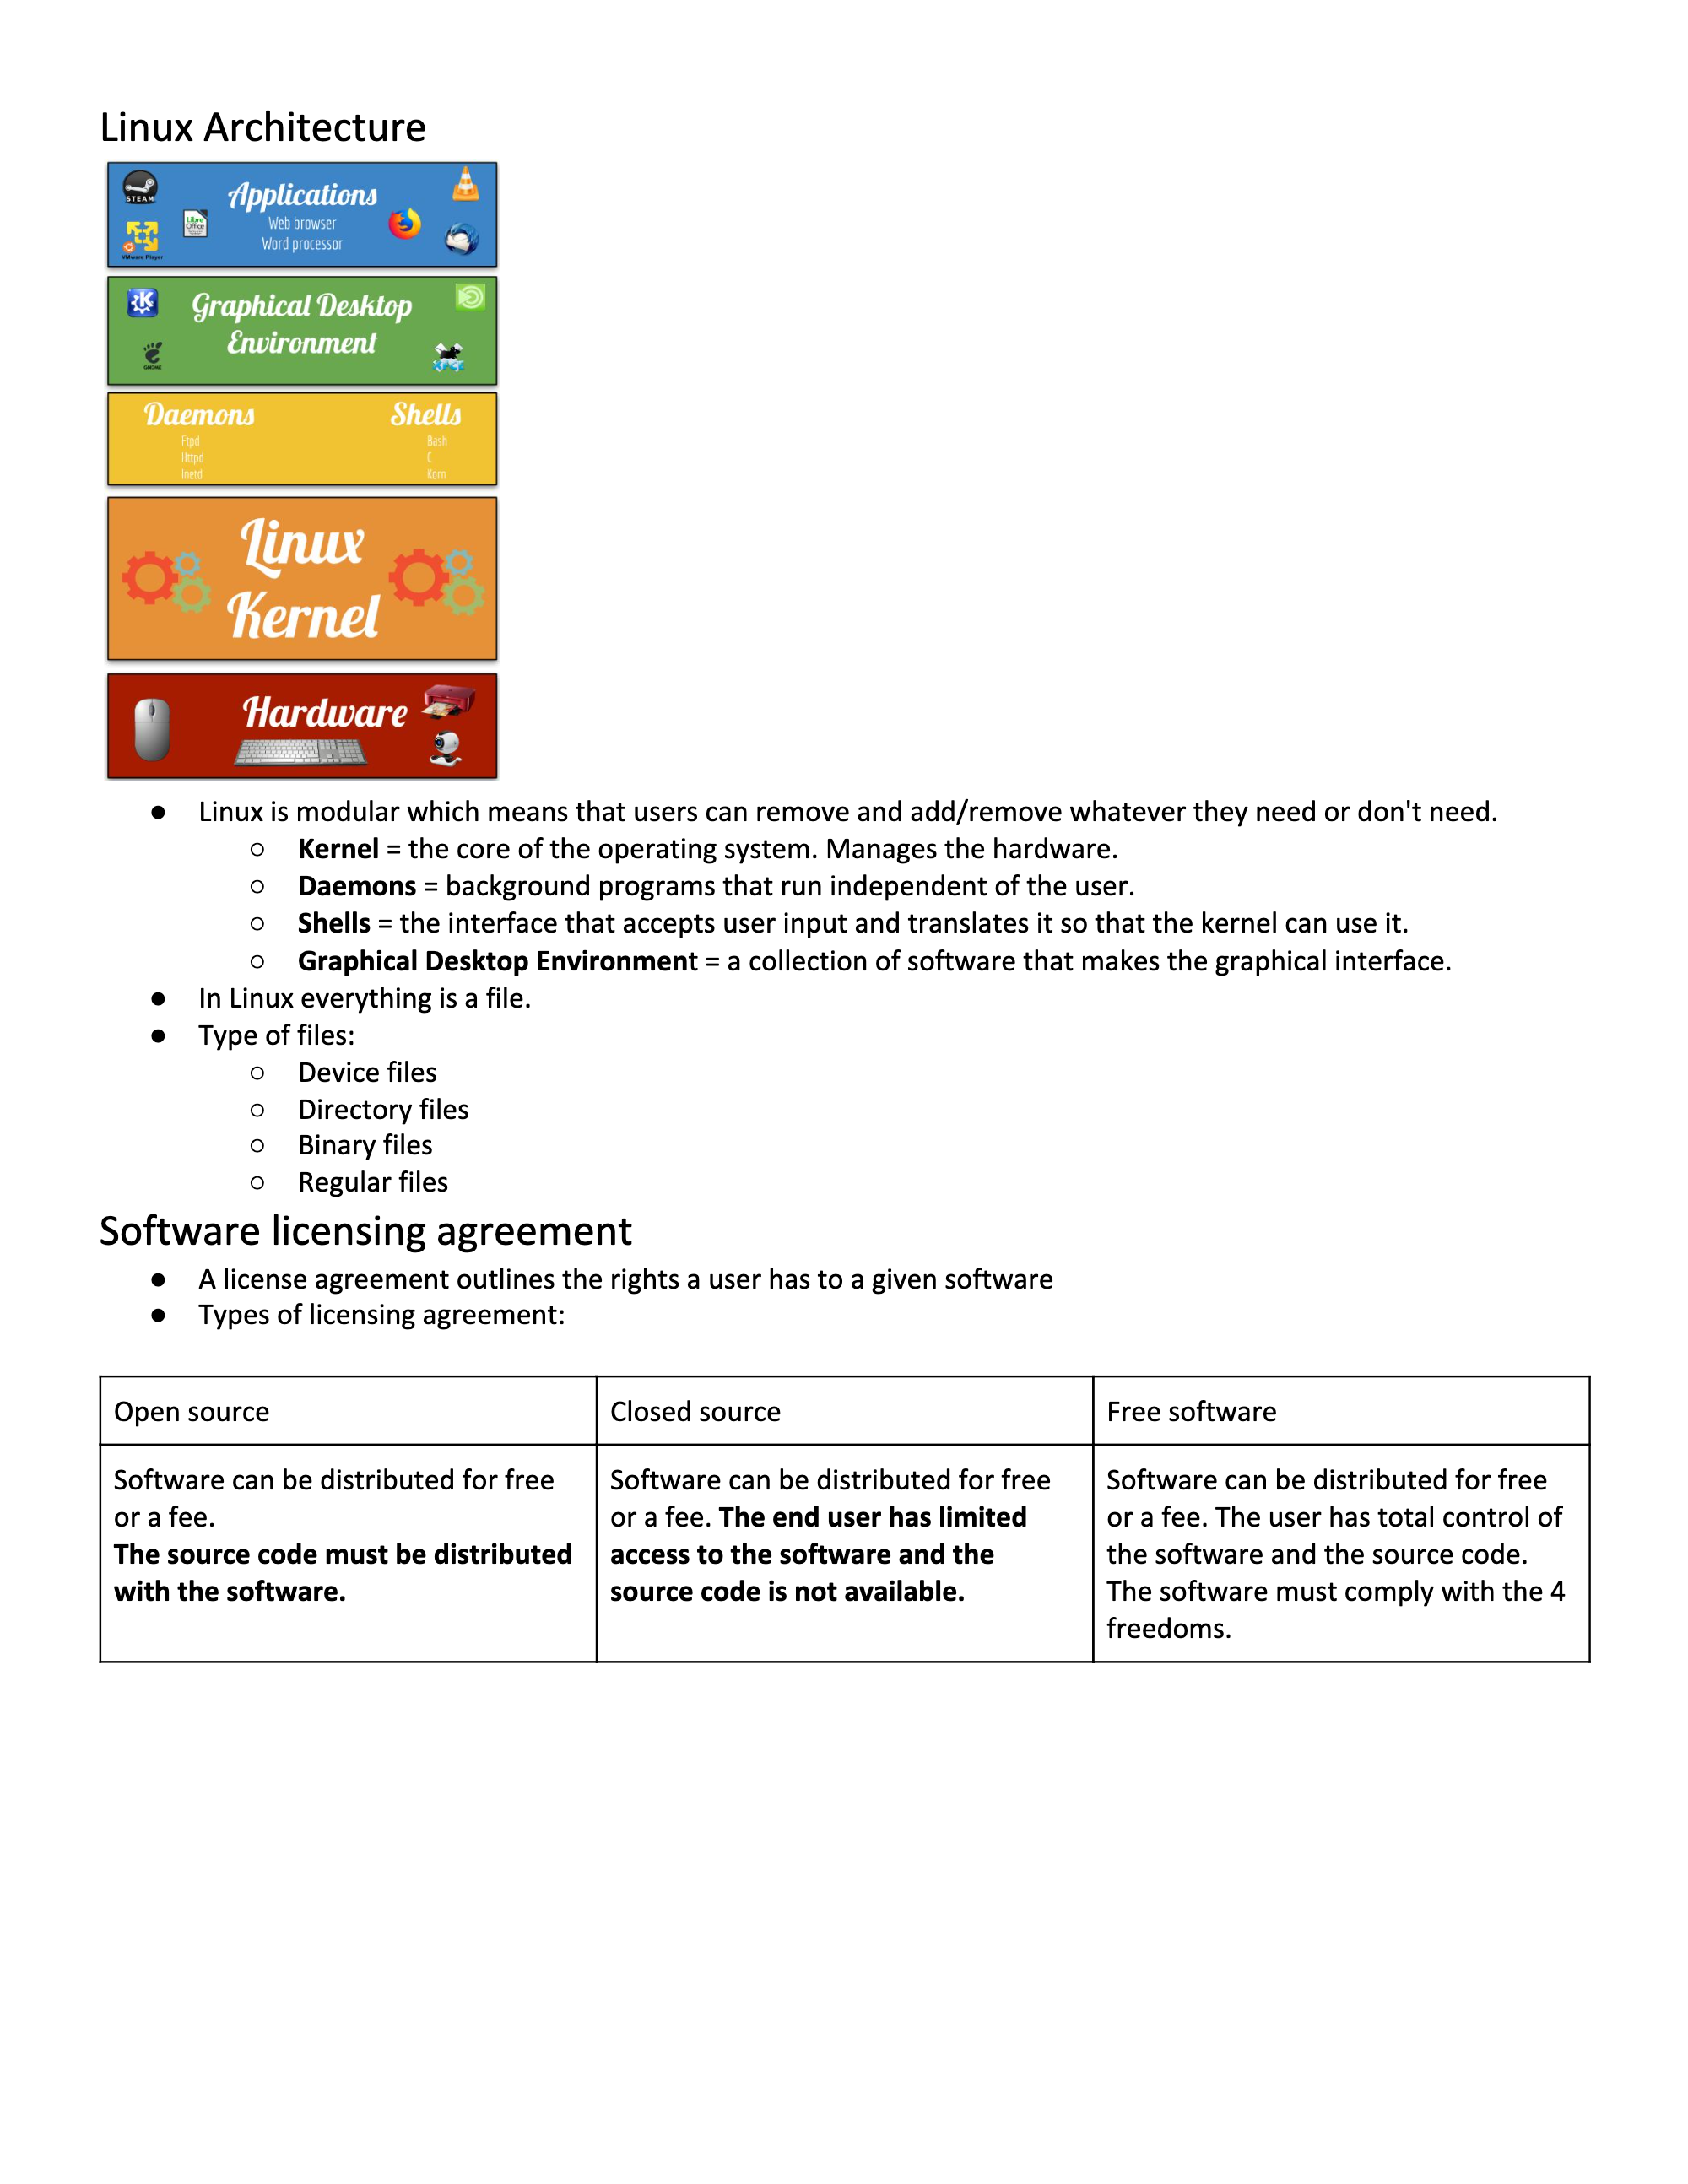 Linux Architecture
STEAM
Applications
Libre
Office
Web browser
Word processor
VMware Player
K
Graphical Desktop
Environment
GNOME
XFCE
Daemons
Shells
Ftpd
Bash
Httpd
C
Inetd
Korn
Linux
Kernel
Hardware
● Linux is modular which means that users can remove and add/remove whatever they need or don't need.
○ Kernel = the core of the operating system. Manages the hardware.
○ Daemons = background programs that run independent of the user.
○ Shells = the interface that accepts user input and translates it so that the kernel can use it.
○ Graphical Desktop Environment = a collection of software that makes the graphical interface.
● In Linux everything is a file.
● Type of files:
○ Device files
○ Directory files
○ Binary files
○ Regular files
Software licensing agreement
● A license agreement outlines the rights a user has to a given software
● Types of licensing agreement:
Open source
Closed source
Free software
Software can be distributed for free
or a fee.
The source code must be distributed
with the software.
Software can be distributed for free
or a fee. The end user has limited
access to the software and the
source code is not available.
Software can be distributed for free
or a fee. The user has total control of
the software and the source code.
The software must comply with the 4
freedoms.